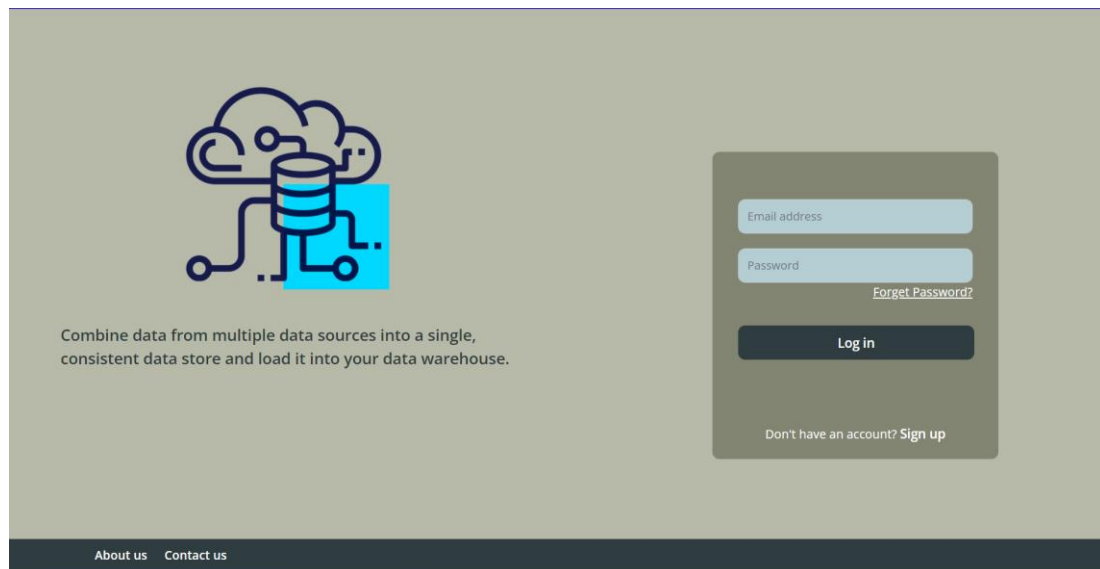 Combine data from multiple data sources into a single,
consistent data store and load it into your data warehouse.
Email address
Password
Forget Password?
Log in
Don't have an account? Sign up
About us Contact us